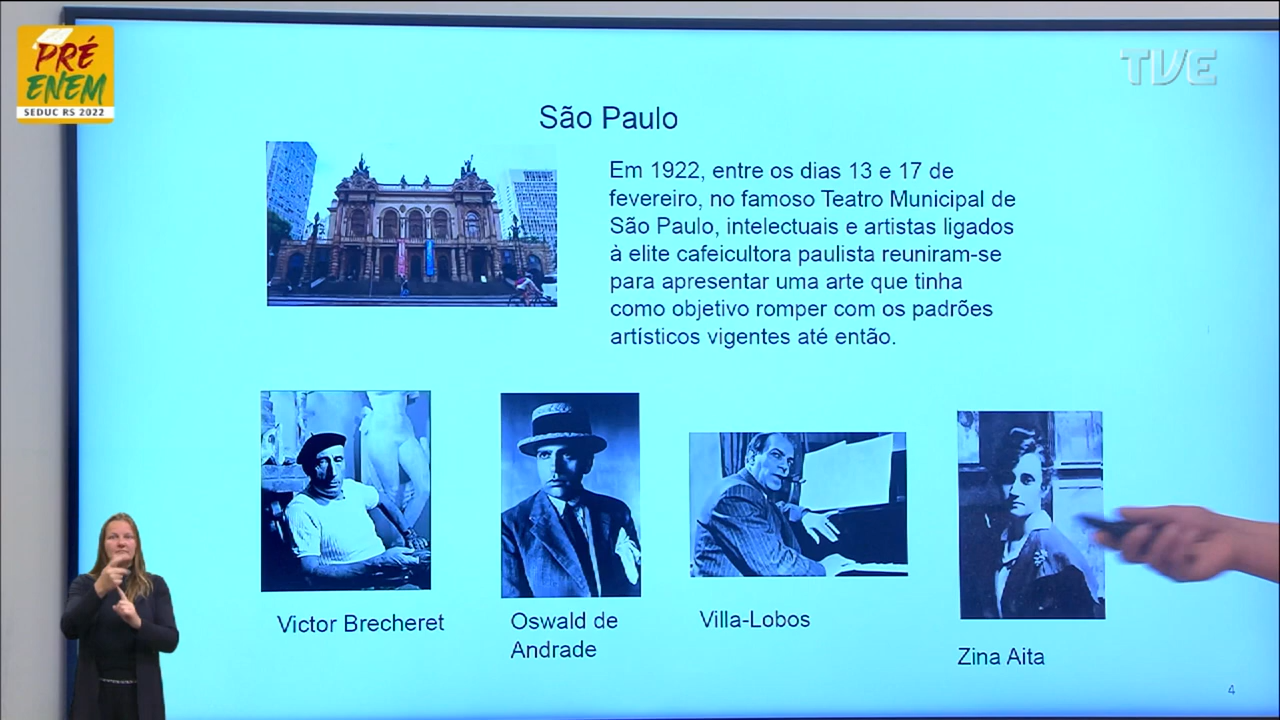 PRÉ
ENEM
SEDUC RS 2022
TVE
São Paulo
Em 1922, entre os dias 13 e 17 de
fevereiro, no famoso Teatro Municipal de
São Paulo, intelectuais e artistas ligados
à elite cafeicultora paulista reuniram-se
para apresentar uma arte que tinha
como objetivo romper com os padrões
artísticos vigentes até então.
Victor Brecheret
Oswald de
Andrade
Villa-Lobos
Zina Aita
4